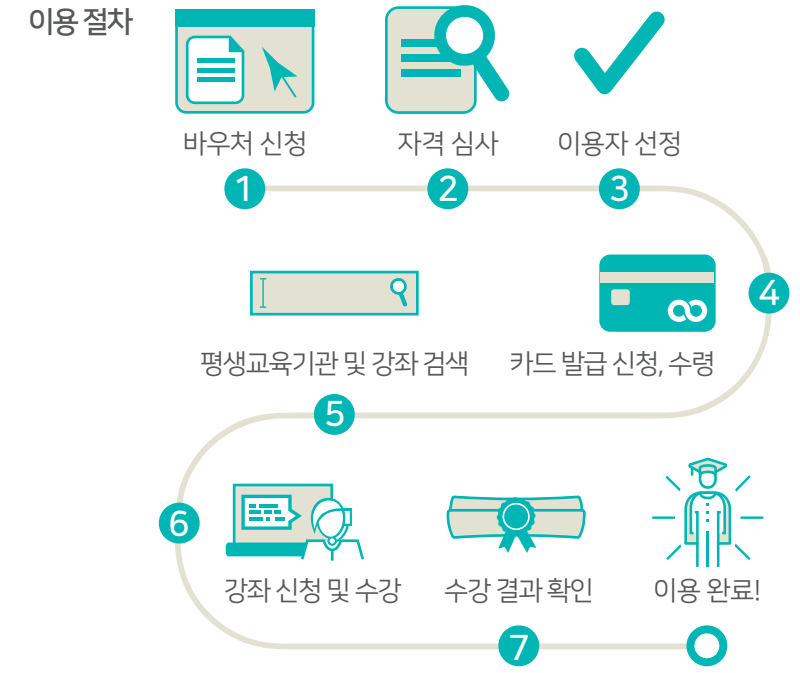 이용 절차
바우처 신청
자격 심사
이용자 선정
1
2
3
4
카드 발급 신청, 수령
평생교육기관 및 강좌 검색
5
6
강좌 신청 및 수강
수강 결과 확인
이용 완료!
7